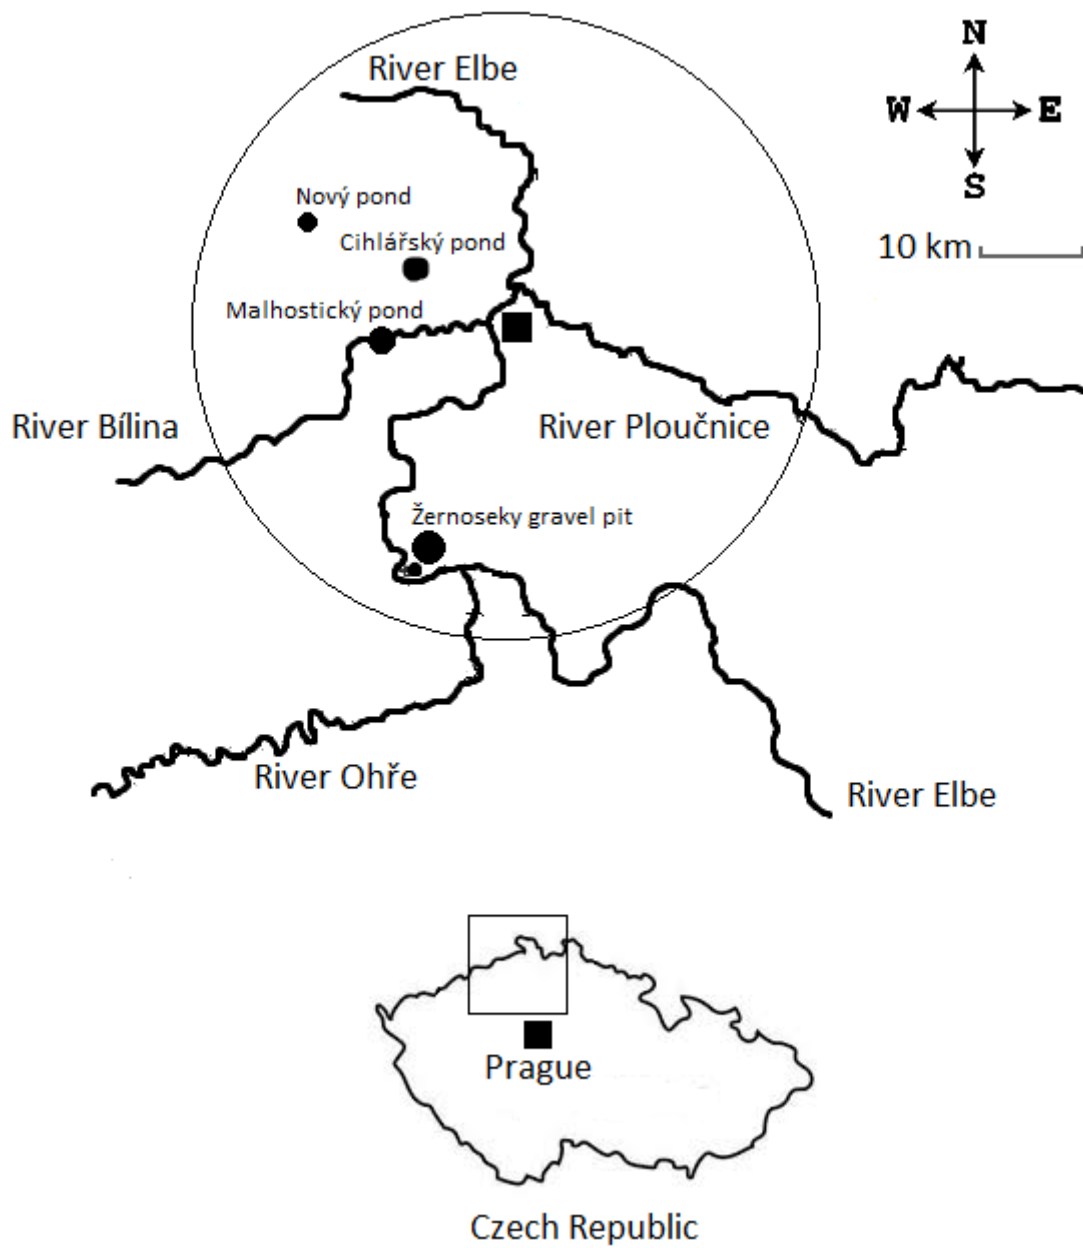 N
River Elbe
W E
S
Nový pond
Cihlářský pond
10 km
Malhostický pond
River Bílina
River Ploučnice
Žernoseky gravel pit
River Ohře
River Elbe
Prague
Czech Republic